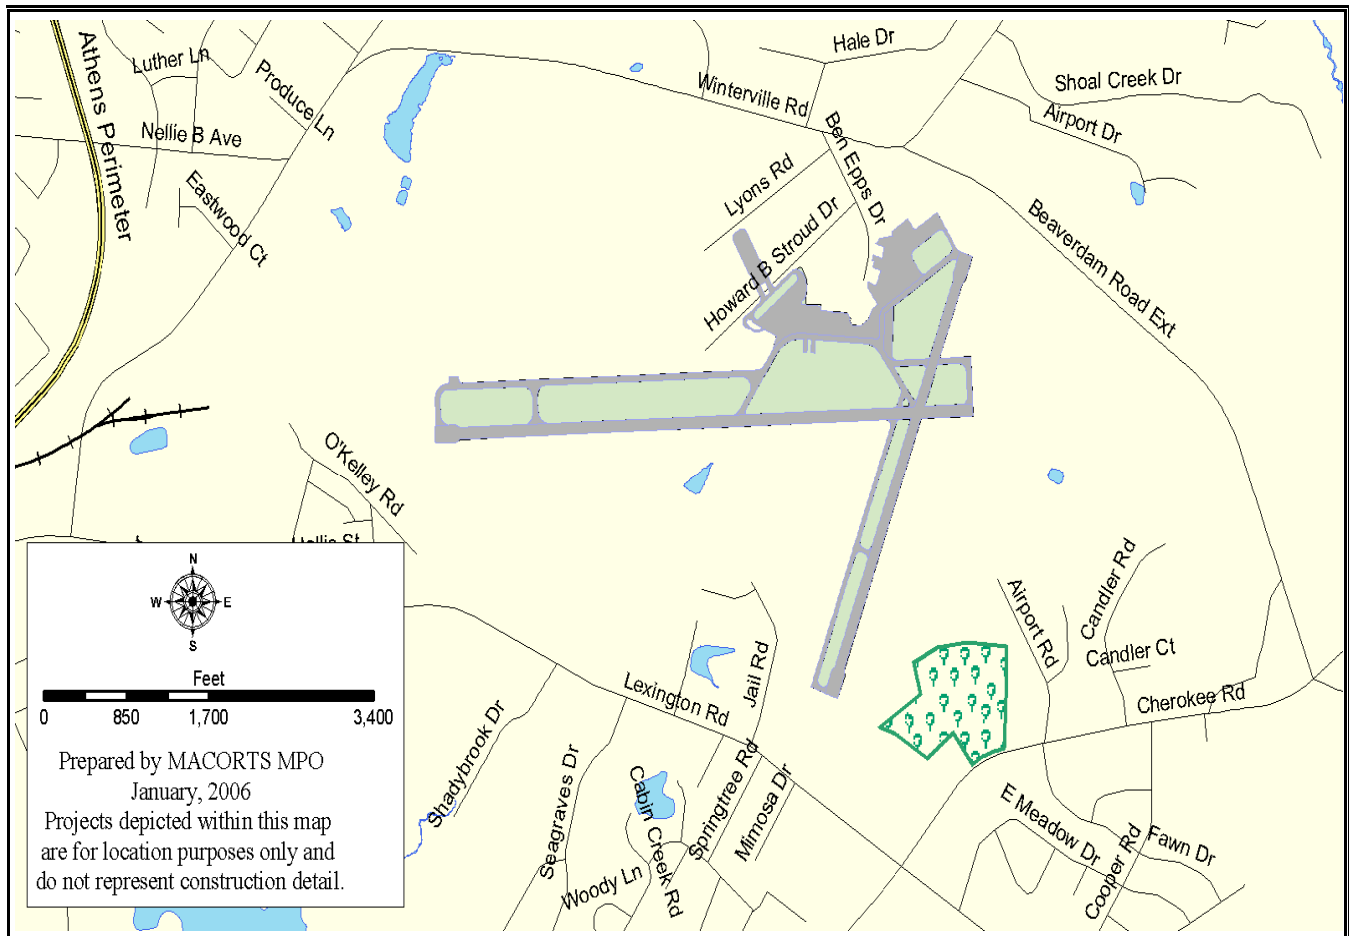 Athens Perimeter
Luther Ln
Produce Ln
Nellie B Ave
Eastwood Ct
Hale Dr
Winterville Rd
Shoal Creek Dr
Airport Dr
Ben Epps Dr
Lyons Rd
Howard B Stroud Dr
Beaverdam Road Ext
O'Kelley Rd
Hollis St
Airport Rd
Candler Rd
Candler Ct
Cherokee Rd
Jail Rd
Lexington Rd
Shadybrook Dr
Seagraves Dr
Cabin Creek Rd
Springtree Rd
Mimosa Dr
Woody Ln
E Meadow Dr
Cooper Rd
Fawn Dr
N
W E
S
Feet
0 850 1,700 3,400
Prepared by MACORTS MPO
January, 2006
Projects depicted within this map
are for location purposes only and
do not represent construction detail.